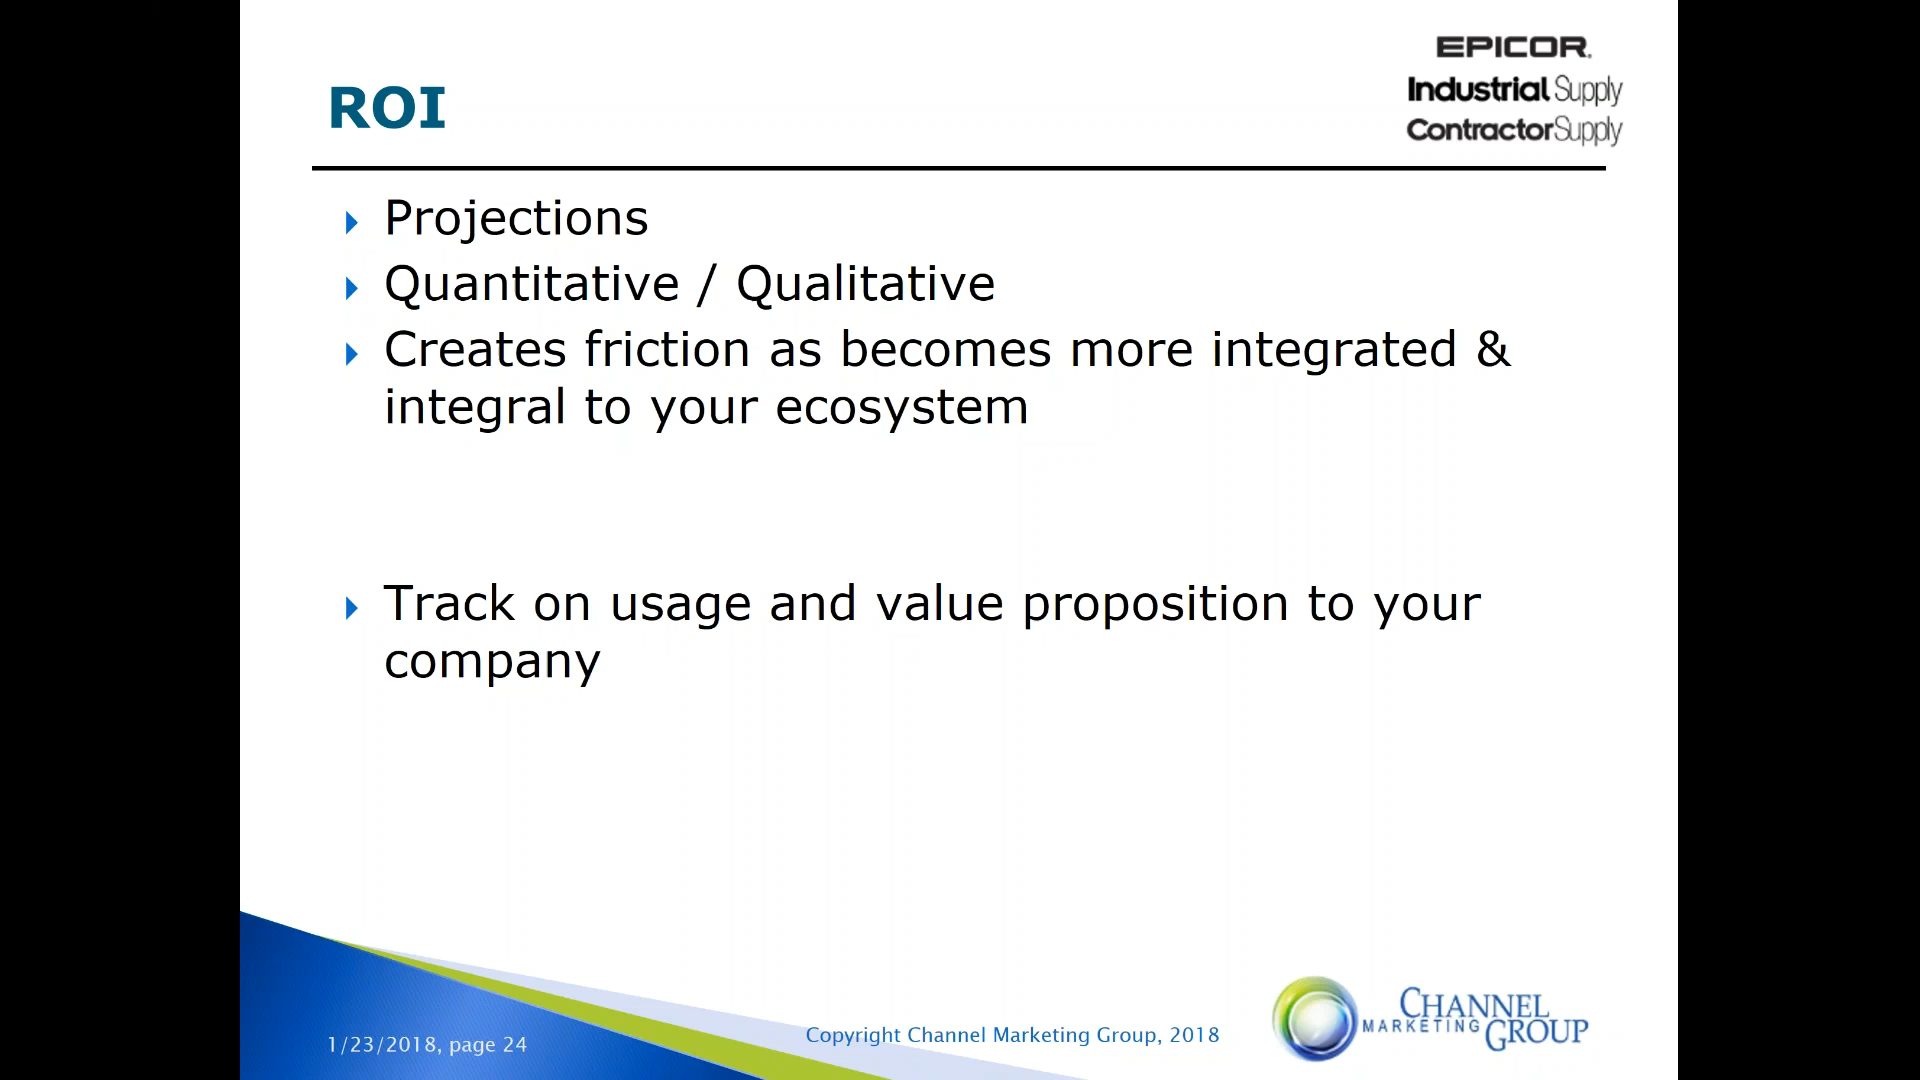 EPICOR.
Industrial Supply
Contractor Supply
ROI
Projections
Quantitative / Qualitative
Creates friction as becomes more integrated &
integral to your ecosystem
Track on usage and value proposition to your
company
1/23/2018, page 24
Copyright Channel Marketing Group, 2018
CHANNEL
MARKETING GROUP